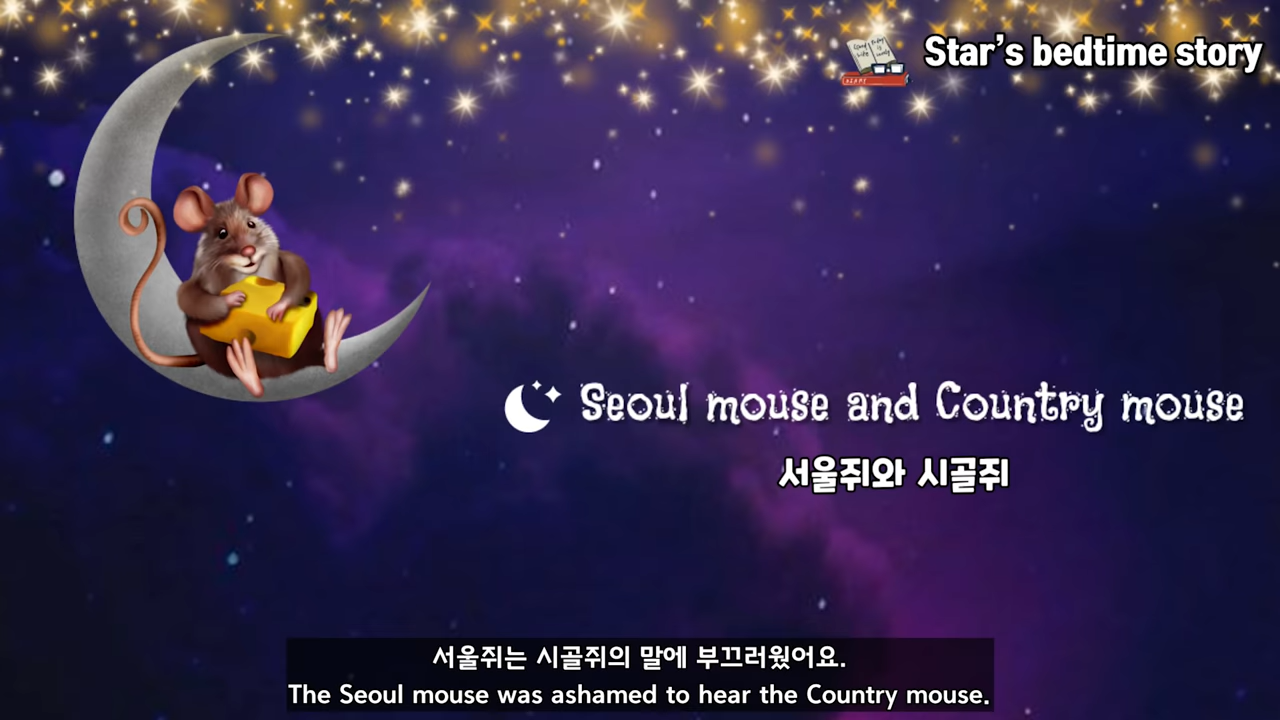 Star's bedtime story
Seoul mouse and Country mouse
서울쥐와 시골쥐
서울쥐는 시골쥐의 말에 부끄러웠어요.
The Seoul mouse was ashamed to hear the Country mouse.